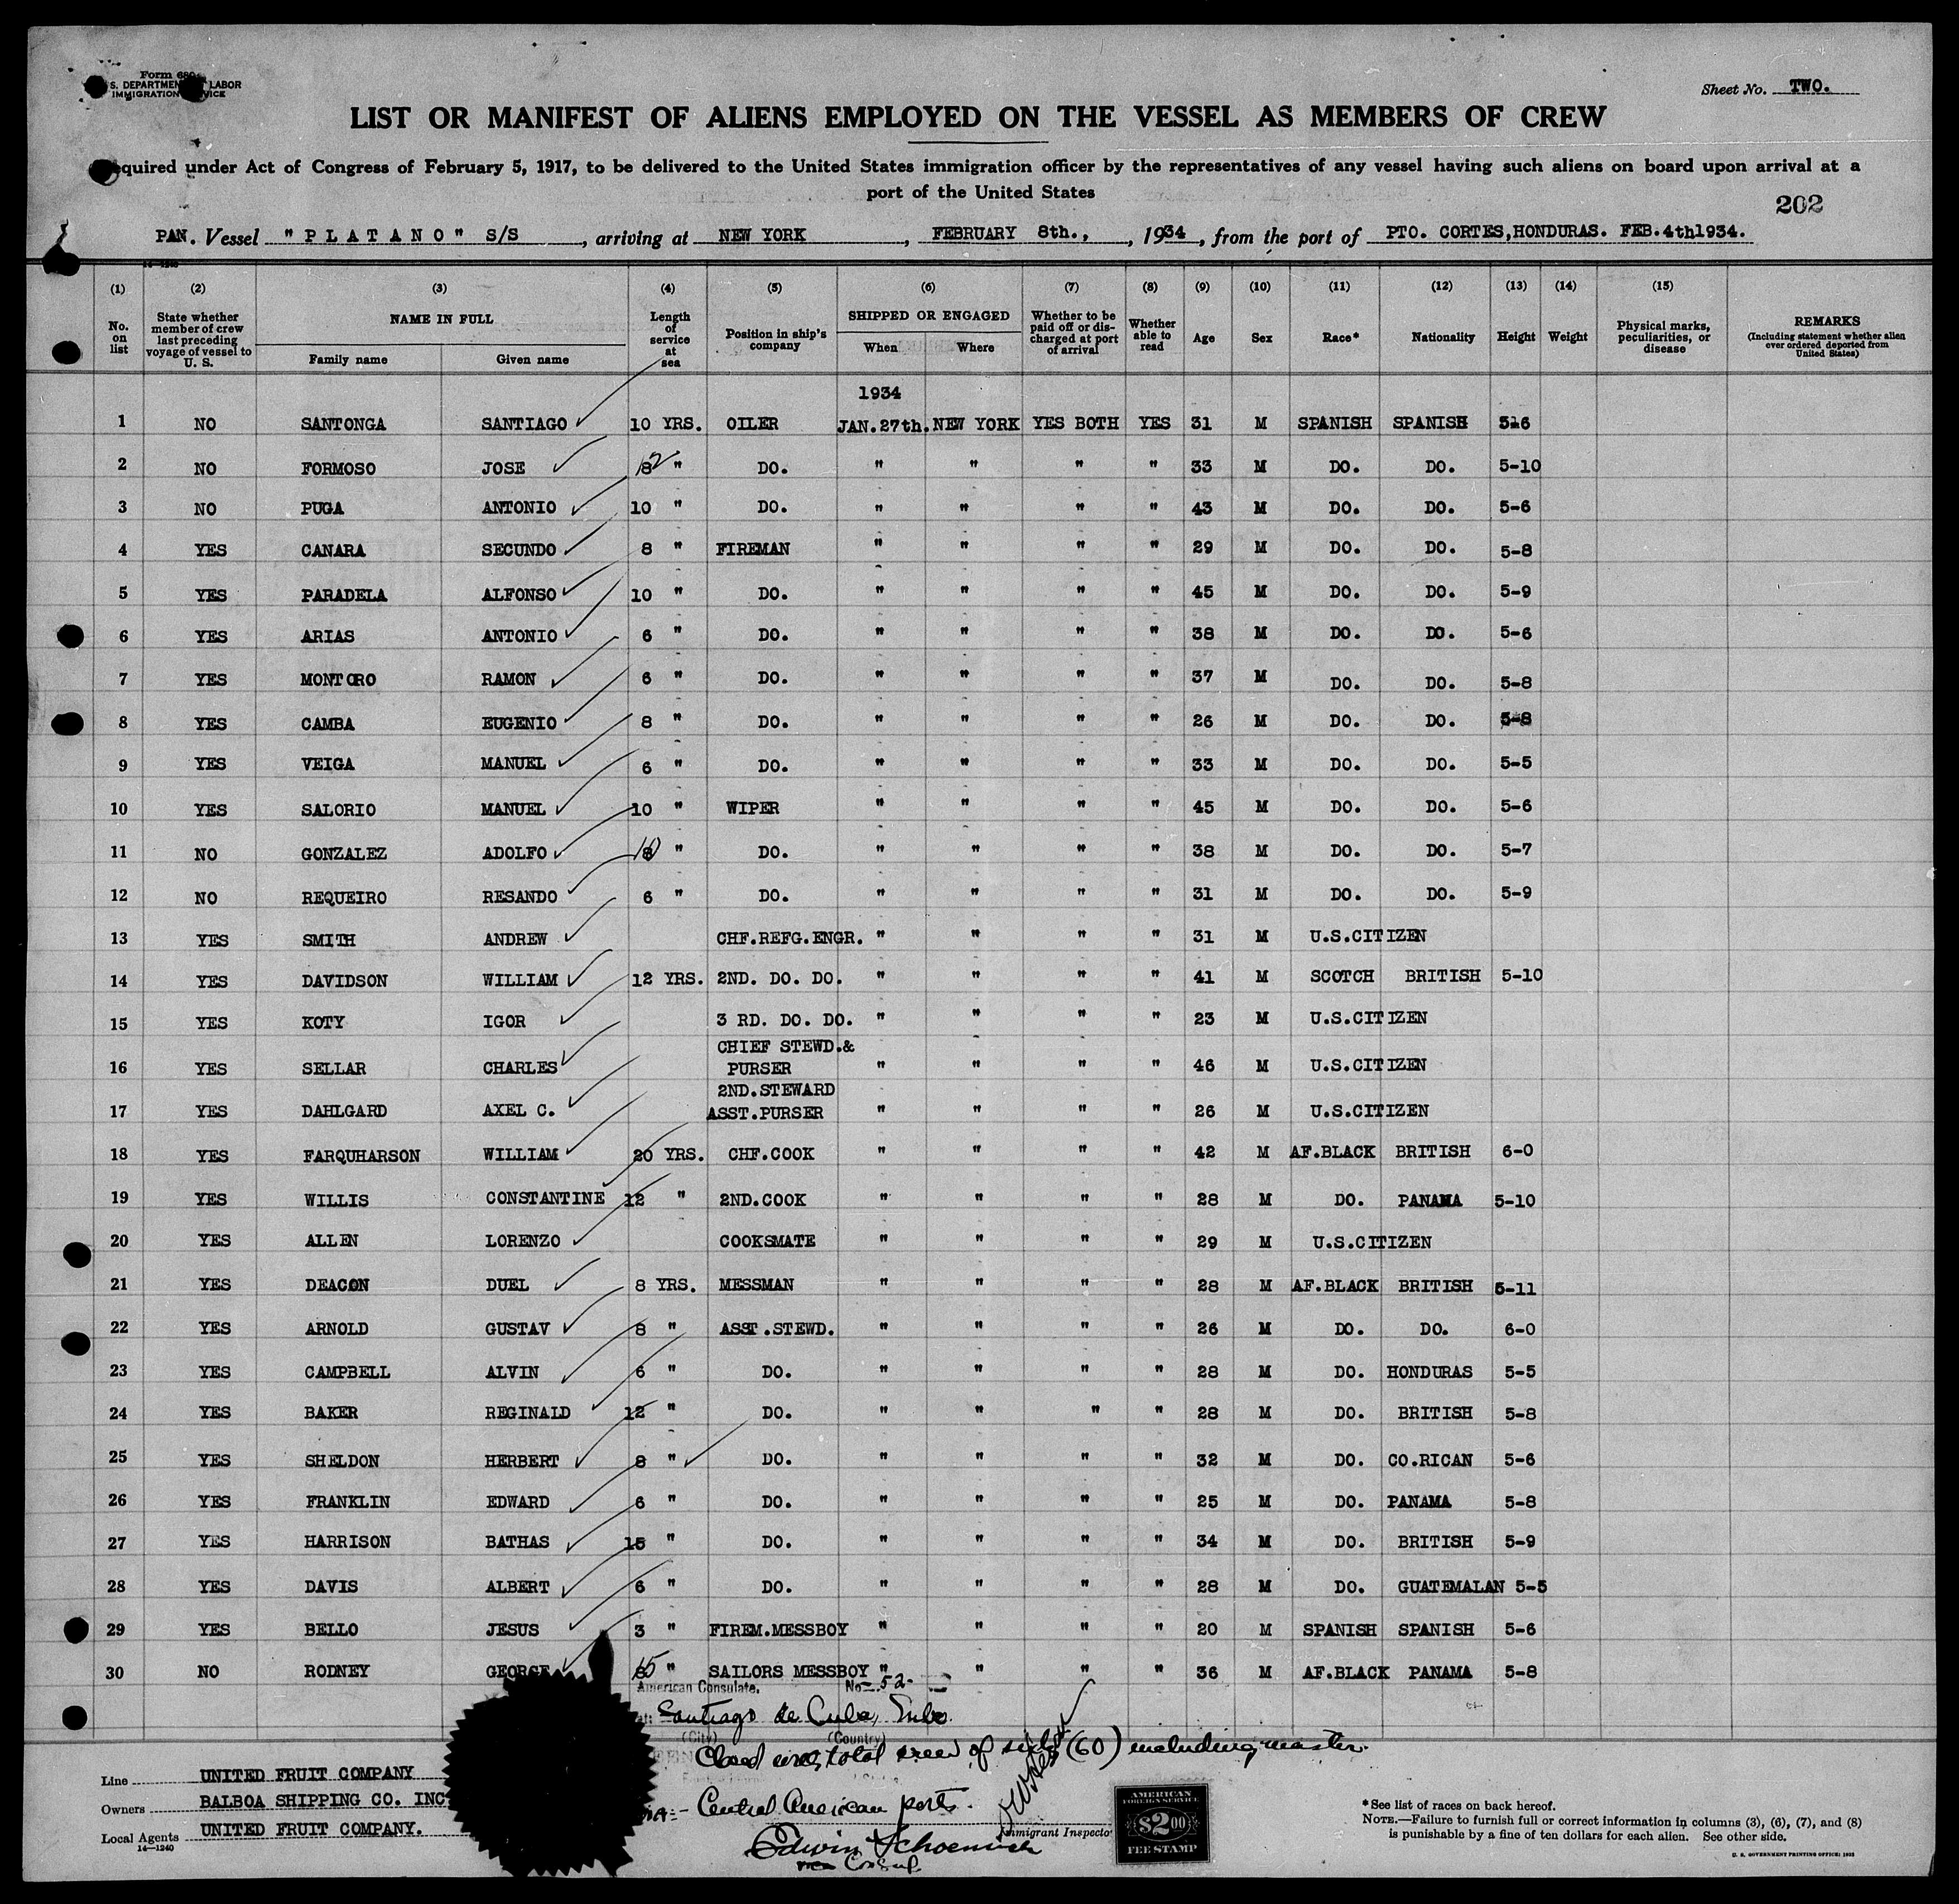 Form 680
S. DEPARTMENT LABOR
IMMIGRATION SERVICE
Sheet No. TWO.
LIST OR MANIFEST OF ALIENS EMPLOYED ON THE VESSEL AS MEMBERS OF CREW
equired under Act of Congress of February 5, 1917, to be delivered to the United States immigration officer by the representatives of any vessel having such aliens on board upon arrival at a
port of the United States
202
PAN. Vessel "PLATANO" S/S, arriving at NEW YORK, FEBRUARY 8th., 1934, from the port of PTO. CORTES,HONDURAS. FEB.4th1934.
(1) (2) (3) (4) (5) (6) (7) (8) (9) (10) (11) (12) (13) (14) (15)
No. on list State whether member of crew last preceding voyage of vessel to U. S. NAME IN FULL Family name Given name Length of service at sea Position in ship's company SHIPPED OR ENGAGED When Where Whether to be paid off or discharged at port of arrival Whether able to read Age Sex Race* Nationality Height Weight Physical marks, peculiarities, or disease REMARKS (Including statement whether alien ever ordered deported from United States)
1934
1 NO SANTONGA SANTIAGO 10 YRS. OILER JAN.27th. NEW YORK YES BOTH YES 31 M SPANISH SPANISH 5-6
2 NO FORMOSO JOSE 12 " DO. " " " " 33 M DO. DO. 5-10
3 NO PUGA ANTONIO 10 " DO. " " " " 43 M DO. DO. 5-6
4 YES CANARA SECUNDO 8 " FIREMAN " " " " 29 M DO. DO. 5-8
5 YES PARADELA ALFONSO 10 " DO. " " " " 45 M DO. DO. 5-9
6 YES ARIAS ANTONIO 6 " DO. " " " " 38 M DO. DO. 5-6
7 YES MONTORO RAMON 6 " DO. " " " " 37 M DO. DO. 5-8
8 YES CAMBA EUGENIO 8 " DO. " " " " 26 M DO. DO. 5-8
9 YES VEIGA MANUEL 6 " DO. " " " " 33 M DO. DO. 5-5
10 YES SALORIO MANUEL 10 " WIPER " " " " 45 M DO. DO. 5-6
11 NO GONZALEZ ADOLFO 10 " DO. " " " " 38 M DO. DO. 5-7
12 NO REQUEIRO RESANDO 6 " DO. " " " " 31 M DO. DO. 5-9
13 YES SMITH ANDREW CHF.REFG.ENGR. " " " " 31 M U.S.CITIZEN
14 YES DAVIDSON WILLIAM 12 YRS. 2ND. DO. DO. " " " " 41 M SCOTCH BRITISH 5-10
15 YES KOTY IGOR 3 RD. DO. DO. " " " " 23 M U.S.CITIZEN
16 YES SELLAR CHARLES CHIEF STEWD.& PURSER " " " " 46 M U.S.CITIZEN
17 YES DAHLGARD AXEL C. 2ND.STEWARD ASST.PURSER " " " " 26 M U.S.CITIZEN
18 YES FARQUHARSON WILLIAM 20 YRS. CHF.COOK " " " " 42 M AF.BLACK BRITISH 6-0
19 YES WILLIS CONSTANTINE 12 " 2ND.COOK " " " " 28 M DO. PANAMA 5-10
20 YES ALLEN LORENZO COOKSMATE " " " " 29 M U.S.CITIZEN
21 YES DEACON DUEL 8 YRS. MESSMAN " " " " 28 M AF.BLACK BRITISH 5-11
22 YES ARNOLD GUSTAV 8 " ASST.STEWD. " " " " 26 M DO. DO. 6-0
23 YES CAMPBELL ALVIN 6 " DO. " " " " 28 M DO. HONDURAS 5-5
24 YES BAKER REGINALD 12 " DO. " " " " 28 M DO. BRITISH 5-8
25 YES SHELDON HERBERT 8 " DO. " " " " 32 M DO. CO.RICAN 5-6
26 YES FRANKLIN EDWARD 6 " DO. " " " " 25 M DO. PANAMA 5-8
27 YES HARRISON BATHAS 15 " DO. " " " " 34 M DO. BRITISH 5-9
28 YES DAVIS ALBERT 6 " DO. " " " " 28 M DO. GUATEMALAN 5-5
29 YES BELLO JESUS 3 " FIREM.MESSBOY " " " " 20 M SPANISH SPANISH 5-6
30 NO RODNEY GEORGE 15 " SAILORS MESSBOY " " " " 36 M AF.BLACK PANAMA 5-8
American Consulate. No 52-
Santiago de Cuba, Cuba.
(City) (Country)
total crew of sixty (60) including master.
Central American ports.
Edwin Schoenrich
Consul
Immigrant Inspector
AMERICAN
FOREIGN SERVICE
$2.00
FEE STAMP
Line UNITED FRUIT COMPANY
Owners BALBOA SHIPPING CO. INC
Local Agents UNITED FRUIT COMPANY.
14—1240
*See list of races on back hereof.
NOTE.—Failure to furnish full or correct information in columns (3), (6), (7), and (8)
is punishable by a fine of ten dollars for each alien. See other side.
U. S. GOVERNMENT PRINTING OFFICE: